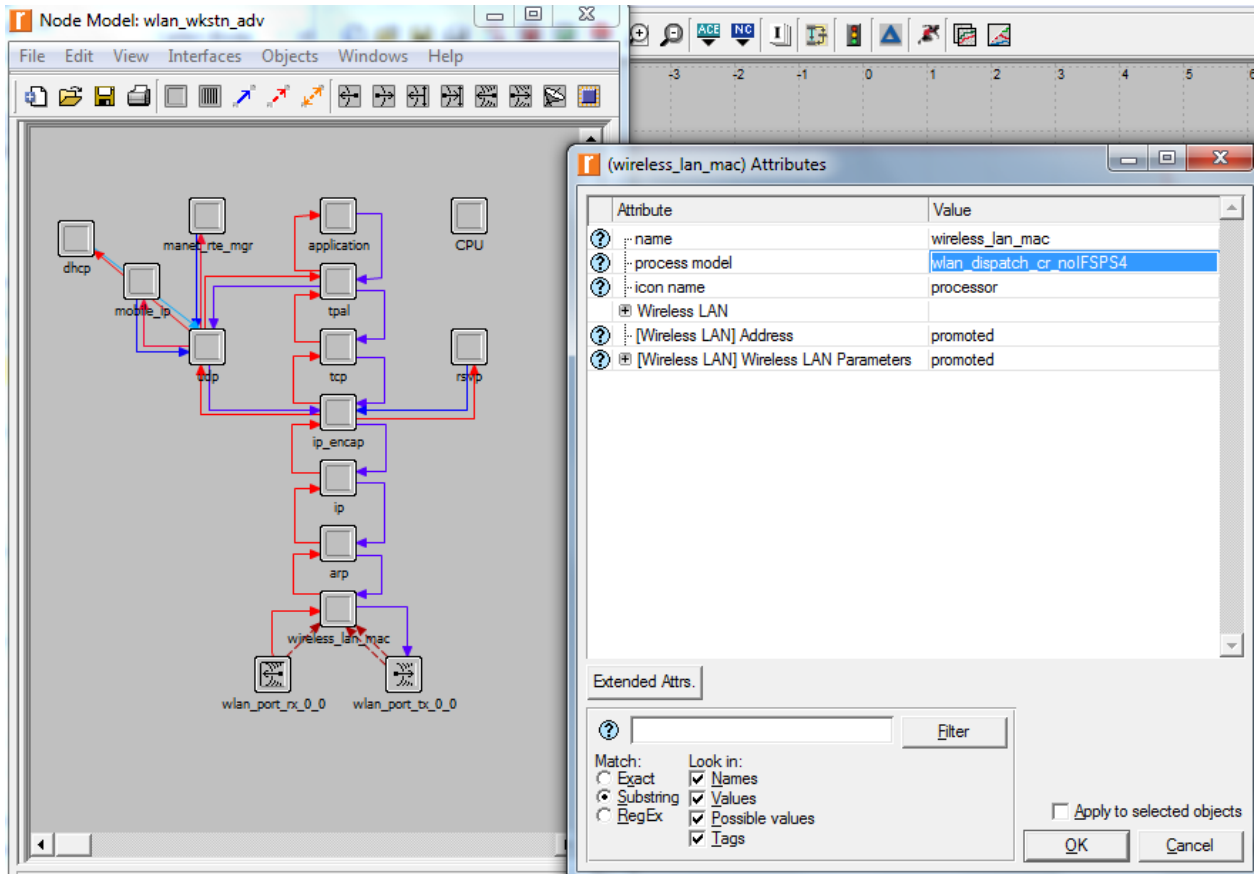 Node Model: wlan_wkstn_adv
File Edit View Interfaces Objects Windows Help
ACE NC
-3 -2 -1 0 1 2 3 4 5 6
dhcp
manet_rte_mgr
application
CPU
mobile_ip
tpal
udp
tcp
rsvp
ip_encap
ip
arp
wireless_lan_mac
wlan_port_rx_0_0
wlan_port_tx_0_0
(wireless_lan_mac) Attributes
Attribute Value
name wireless_lan_mac
process model wlan_dispatch_cr_noIFSPS4
icon name processor
Wireless LAN
[Wireless LAN] Address promoted
[Wireless LAN] Wireless LAN Parameters promoted
Extended Attrs.
Filter
Match: Look in:
Exact Names
Substring Values
RegEx Possible values
Tags
Apply to selected objects
OK Cancel